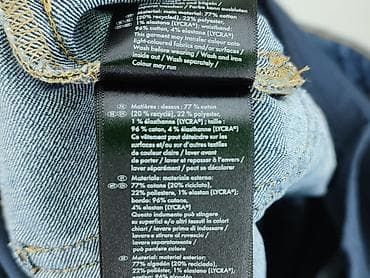 main material: 77% cotton
(20% recycled), 22% polyester,
1% elastane (LYCRA®); waistband:
96% cotton, 4% elastane (LYCRA®)
This garment may transfer colour onto
light-coloured fabrics and/or surfaces /
Wash before wearing / Wash and iron
inside out / Wash separately /
Colour may run
FR Matières : dessus : 77 % coton
(20 % recyclé), 22 % polyester,
1 % élasthanne (LYCRA®) ; taille :
96 % coton, 4 % élasthanne (LYCRA®)
Ce vêtement peut déteindre sur les
surfaces et/ou sur d'autres textiles
de couleur claire / laver avant
de porter / laver et repasser à l'envers /
laver séparément / peut se décolorer
IT Materiale: materiale esterno:
77% cotone (20% riciclato),
22% poliestere, 1% elastan (LYCRA®);
bordo: 96% cotone,
4% elastan (LYCRA®)
Questo indumento può stingere
su superfici e/o altri tessuti in colori
chiari / lavare prima di indossare /
lavare e stirare al rovescio /
lavare separatamente / può
perdere colore
ES Material: material exterior:
77% algodón (20% reciclado),
22% poliéster, 1% elastano (LYCRA®);